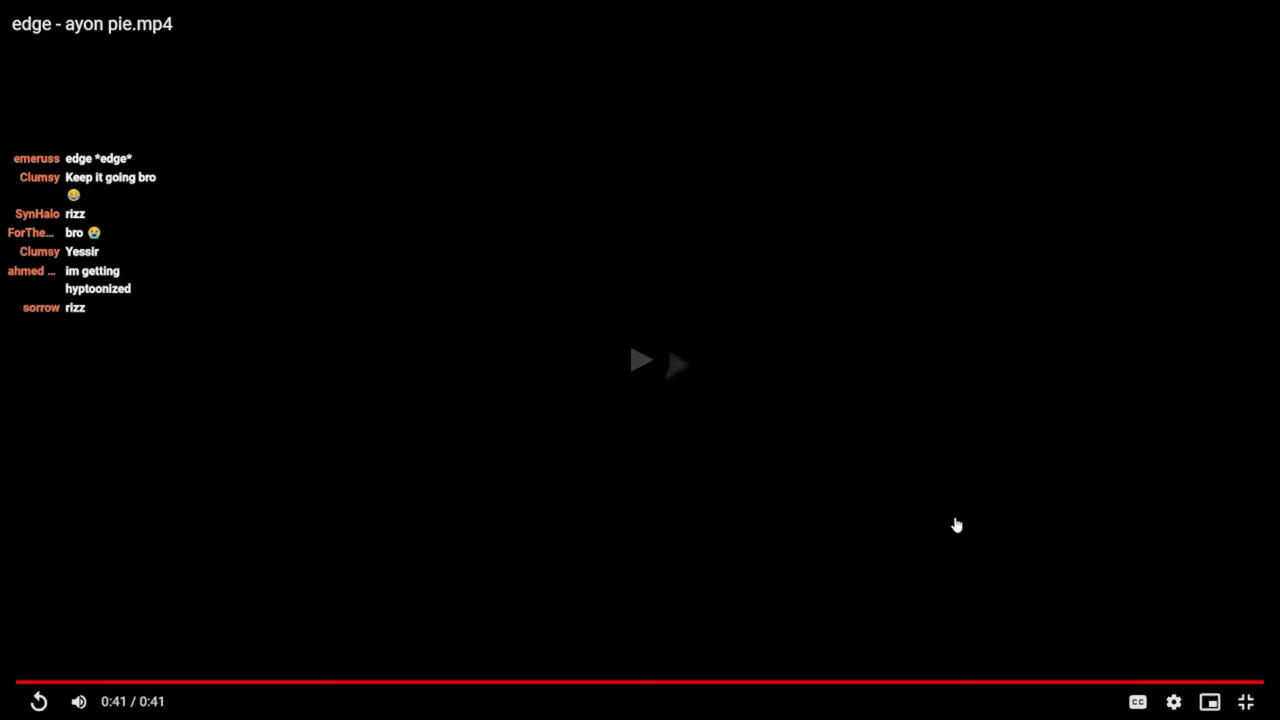 edge - ayon pie.mp4
emeruss edge *edge*
Clumsy Keep it going bro
😂
SynHalo rizz
ForThe... bro 😭
Clumsy Yessir
ahmed ... im getting
hyptoonized
sorrow rizz
0:41 / 0:41
CC